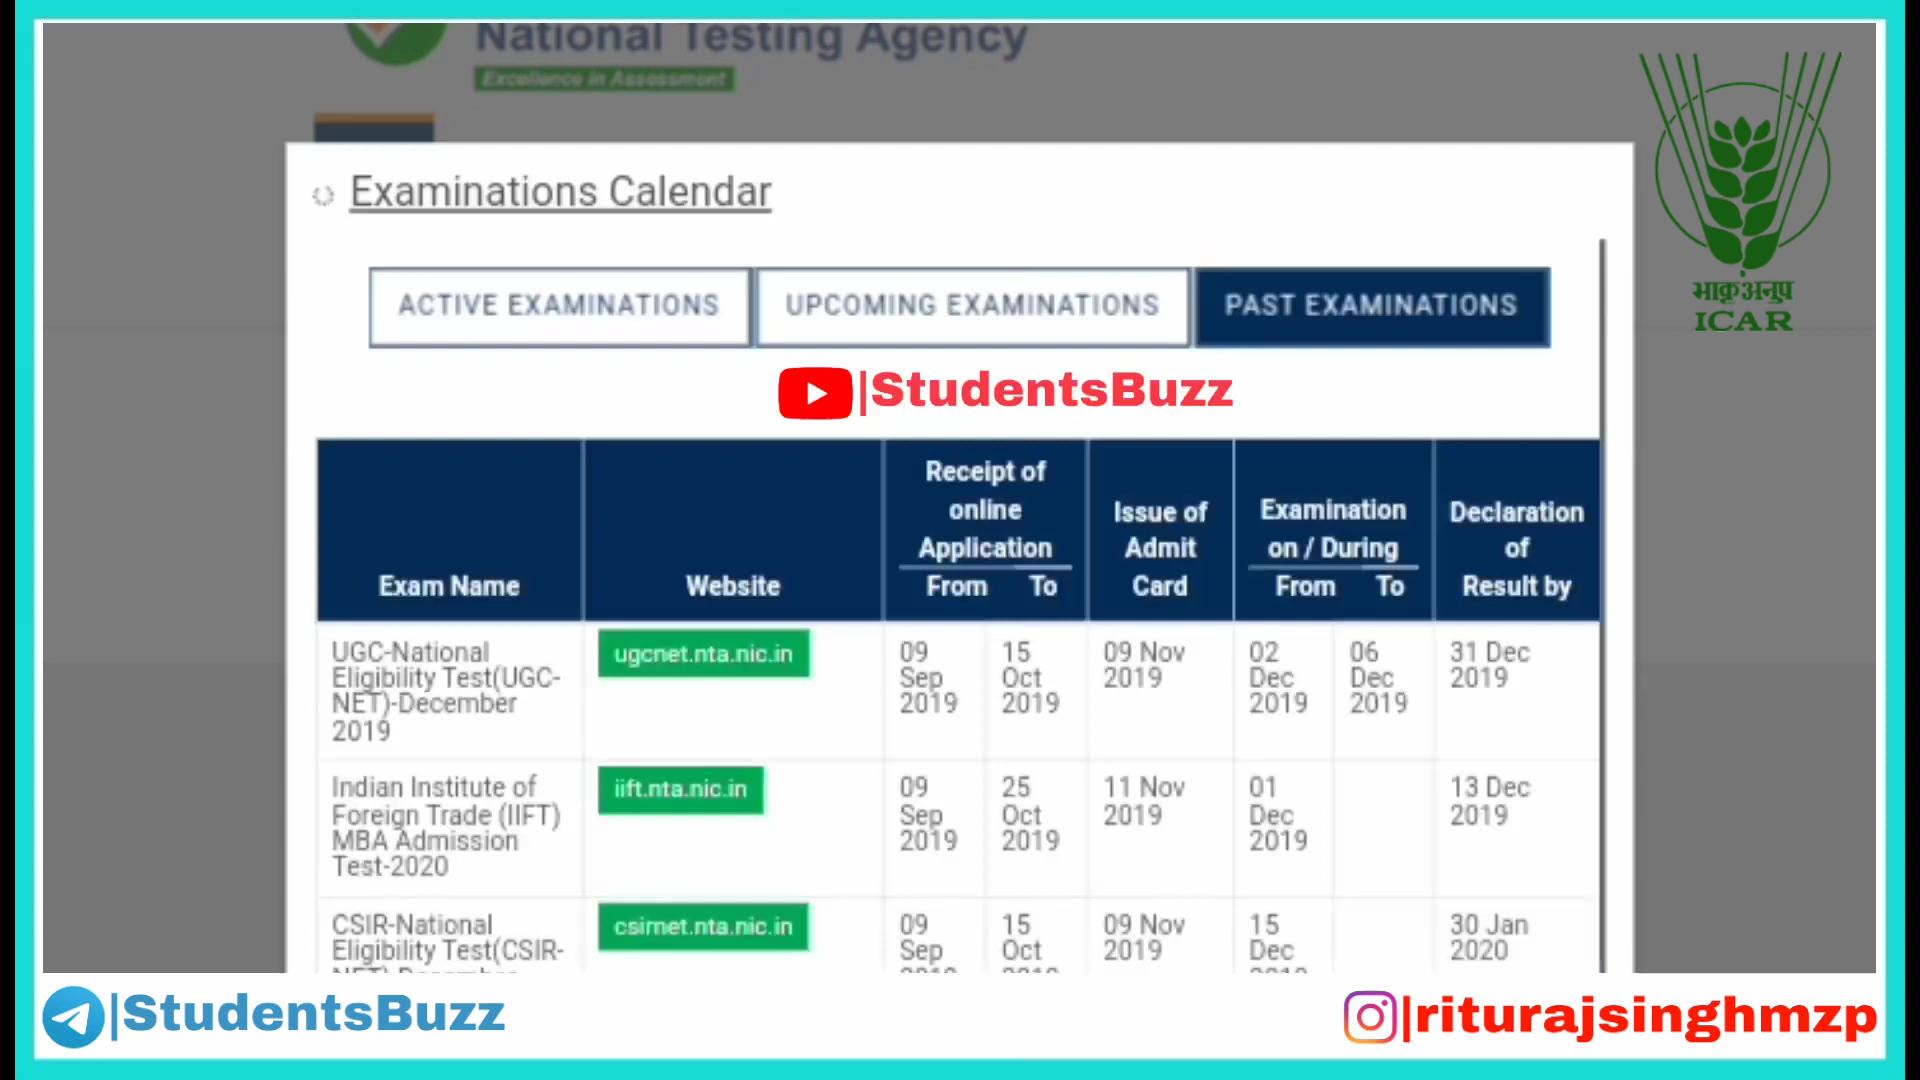 National Testing Agency
Excellence in Assessment
Examinations Calendar
ACTIVE EXAMINATIONS
UPCOMING EXAMINATIONS
PAST EXAMINATIONS
|StudentsBuzz
भाकृअनुप
ICAR
Exam Name
Website
Receipt of
online
Application
From To
Issue of
Admit
Card
Examination
on / During
From To
Declaration
of
Result by
UGC-National
Eligibility Test(UGC-
NET)-December
2019
ugcnet.nta.nic.in
09
Sep
2019
15
Oct
2019
09 Nov
2019
02
Dec
2019
06
Dec
2019
31 Dec
2019
Indian Institute of
Foreign Trade (IIFT)
MBA Admission
Test-2020
iift.nta.nic.in
09
Sep
2019
25
Oct
2019
11 Nov
2019
01
Dec
2019
13 Dec
2019
CSIR-National
Eligibility Test(CSIR-
csirnet.nta.nic.in
09
Sep
15
Oct
09 Nov
2019
15
Dec
30 Jan
2020
|StudentsBuzz
|riturajsinghmzp